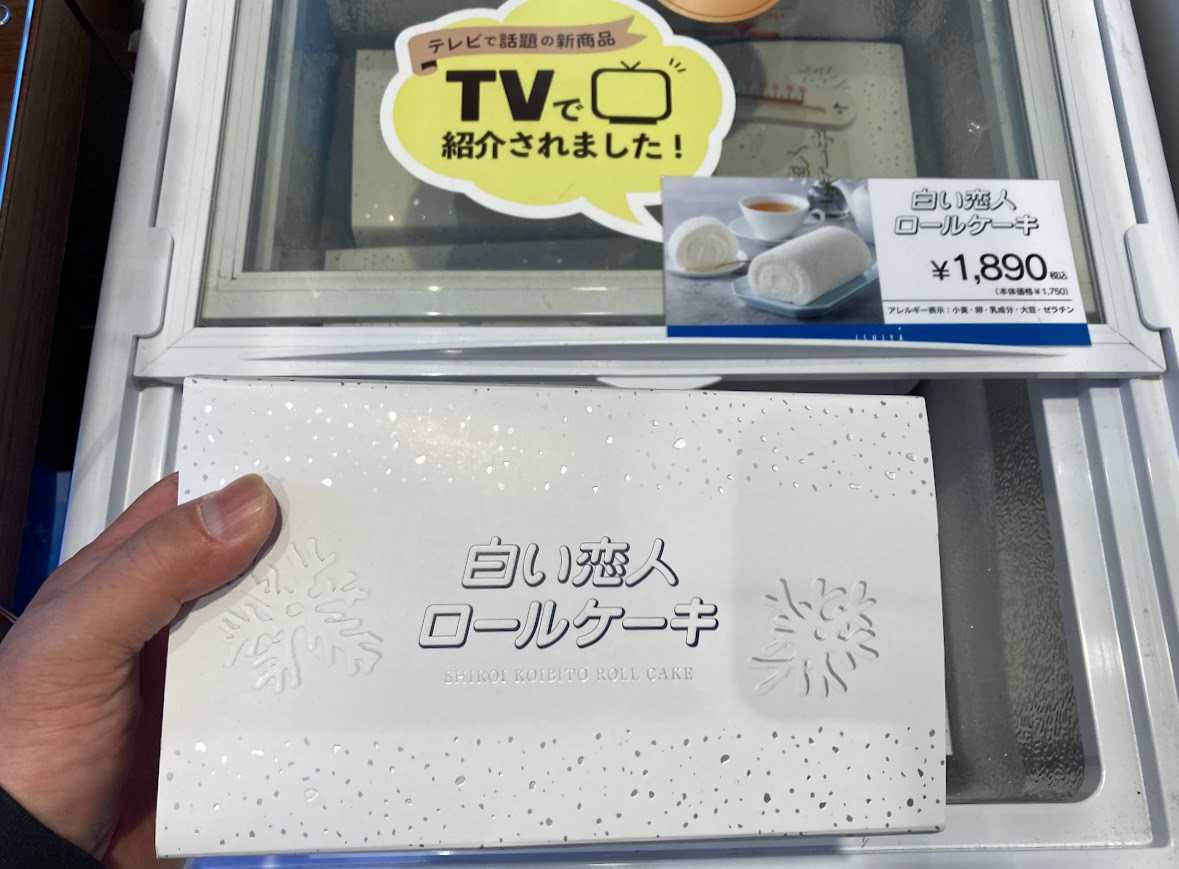 テレビで話題の新商品
TVで
紹介されました!
白い恋人
ロールケーキ
¥1,890税込
(本体価格¥1,750)
アレルギー表示:小麦・卵・乳成分・大豆・ゼラチン
ISHIYA
白い恋人
ロールケーキ
SHIROI KOIBITO ROLL CAKE